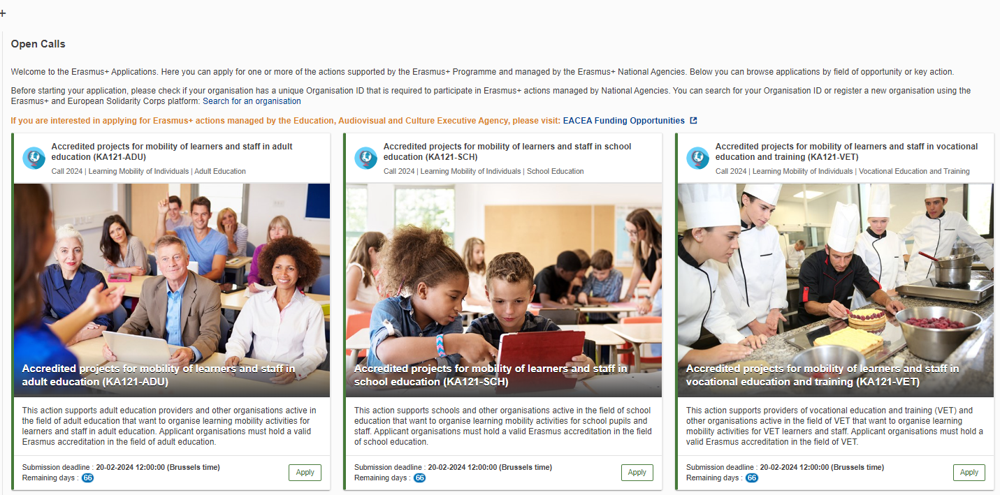 +
Open Calls
Welcome to the Erasmus+ Applications. Here you can apply for one or more of the actions supported by the Erasmus+ Programme and managed by the Erasmus+ National Agencies. Below you can browse applications by field of opportunity or key action.
Before starting your application, please check if your organisation has a unique Organisation ID that is required to participate in Erasmus+ actions managed by National Agencies. You can search for your Organisation ID or register a new organisation using the
Erasmus+ and European Solidarity Corps platform: Search for an organisation
If you are interested in applying for Erasmus+ actions managed by the Education, Audiovisual and Culture Executive Agency, please visit: EACEA Funding Opportunities
Accredited projects for mobility of learners and staff in adult
education (KA121-ADU)
Call 2024 | Learning Mobility of Individuals | Adult Education
Accredited projects for mobility of learners and staff in
adult education (KA121-ADU)
This action supports adult education providers and other organisations active in
the field of adult education that want to organise learning mobility activities for
learners and staff in adult education. Applicant organisations must hold a valid
Erasmus accreditation in the field of adult education.
Submission deadline : 20-02-2024 12:00:00 (Brussels time)
Remaining days : 66
Apply
Accredited projects for mobility of learners and staff in school
education (KA121-SCH)
Call 2024 | Learning Mobility of Individuals | School Education
Accredited projects for mobility of learners and staff in
school education (KA121-SCH)
This action supports schools and other organisations active in the field of school
education that want to organise learning mobility activities for school pupils and
staff. Applicant organisations must hold a valid Erasmus accreditation in the field
of school education.
Submission deadline : 20-02-2024 12:00:00 (Brussels time)
Remaining days : 66
Apply
Accredited projects for mobility of learners and staff in vocational
education and training (KA121-VET)
Call 2024 | Learning Mobility of Individuals | Vocational Education and Training
Accredited projects for mobility of learners and staff in
vocational education and training (KA121-VET)
This action supports providers of vocational education and training (VET) and
other organisations active in the field of VET that want to organise learning
mobility activities for VET learners and staff. Applicant organisations must hold a
valid Erasmus accreditation in the field of VET.
Submission deadline : 20-02-2024 12:00:00 (Brussels time)
Remaining days : 66
Apply